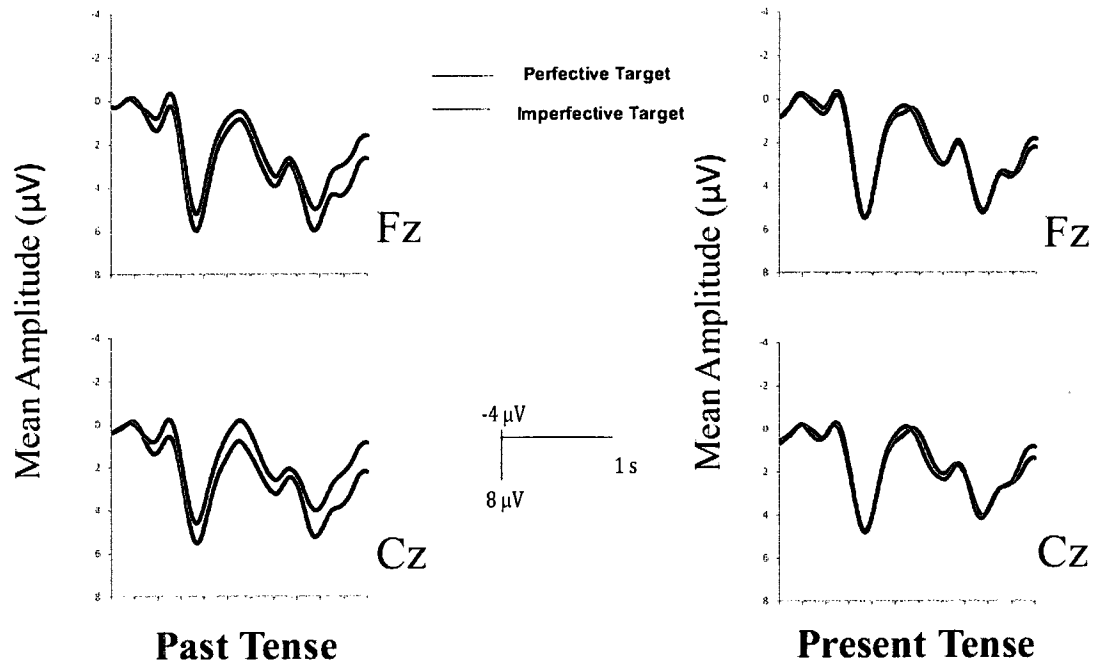 -4
-2
0
2
4
6
8
Mean Amplitude (µV)
Fz
Perfective Target
Imperfective Target
-4
-2
0
2
4
6
8
Mean Amplitude (µV)
Fz
-4
-2
0
2
4
6
8
Cz
-4 µV
1 s
8 µV
-4
-2
0
2
4
6
8
Cz
Past Tense
Present Tense